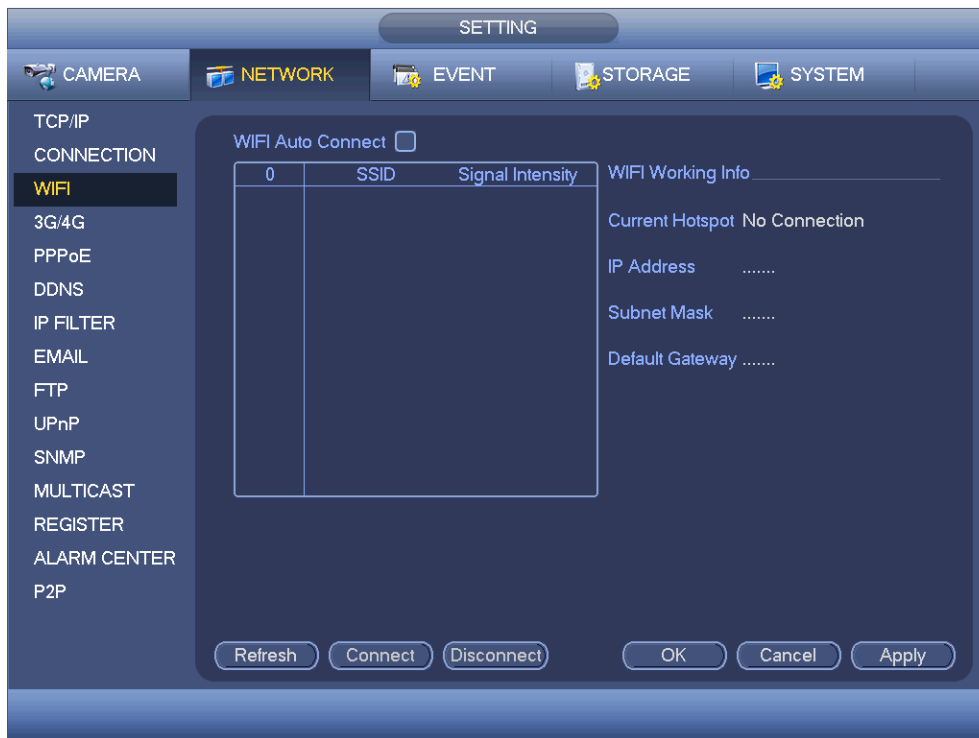 SETTING
CAMERA NETWORK EVENT STORAGE SYSTEM
TCP/IP
CONNECTION
WIFI
3G/4G
PPPoE
DDNS
IP FILTER
EMAIL
FTP
UPnP
SNMP
MULTICAST
REGISTER
ALARM CENTER
P2P
WIFI Auto Connect
0 SSID Signal Intensity
WIFI Working Info
Current Hotspot No Connection
IP Address .......
Subnet Mask .......
Default Gateway .......
Refresh Connect Disconnect OK Cancel Apply